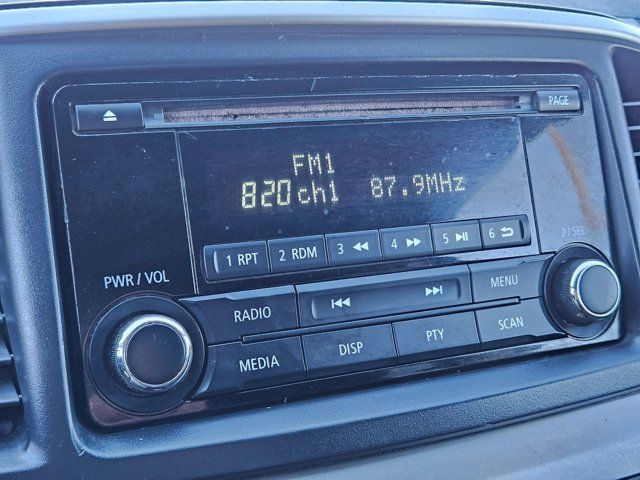 PAGE
FM1
820ch1 87.9MHz
1 RPT 2 RDM 3 4 5 6
PWR / VOL
♪/SEL
RADIO MENU
MEDIA DISP PTY SCAN